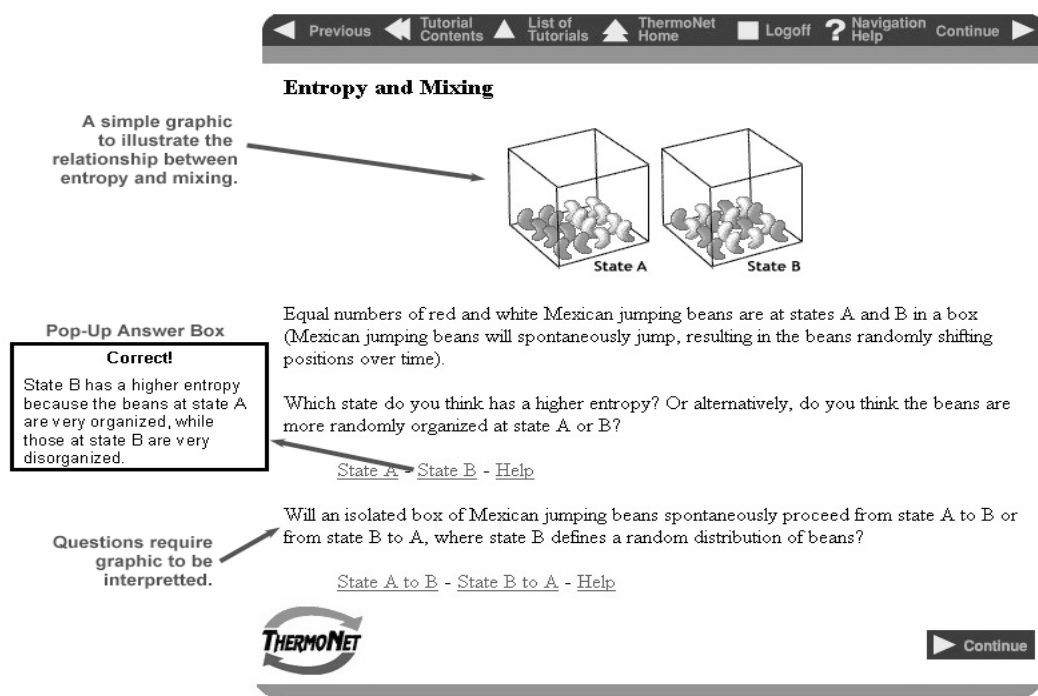 Previous
Tutorial
Contents
List of
Tutorials
ThermoNet
Home
Logoff
?
Navigation
Help
Continue
Entropy and Mixing
A simple graphic
to illustrate the
relationship between
entropy and mixing.
State A
State B
Equal numbers of red and white Mexican jumping beans are at states A and B in a box
(Mexican jumping beans will spontaneously jump, resulting in the beans randomly shifting
positions over time).
Pop-Up Answer Box
Correct!
State B has a higher entropy
because the beans at state A
are very organized, while
those at state B are very
disorganized.
Which state do you think has a higher entropy? Or alternatively, do you think the beans are
more randomly organized at state A or B?
State A - State B - Help
Will an isolated box of Mexican jumping beans spontaneously proceed from state A to B or
from state B to A, where state B defines a random distribution of beans?
Questions require
graphic to be
interpretted.
State A to B - State B to A - Help
THERMONET
Continue